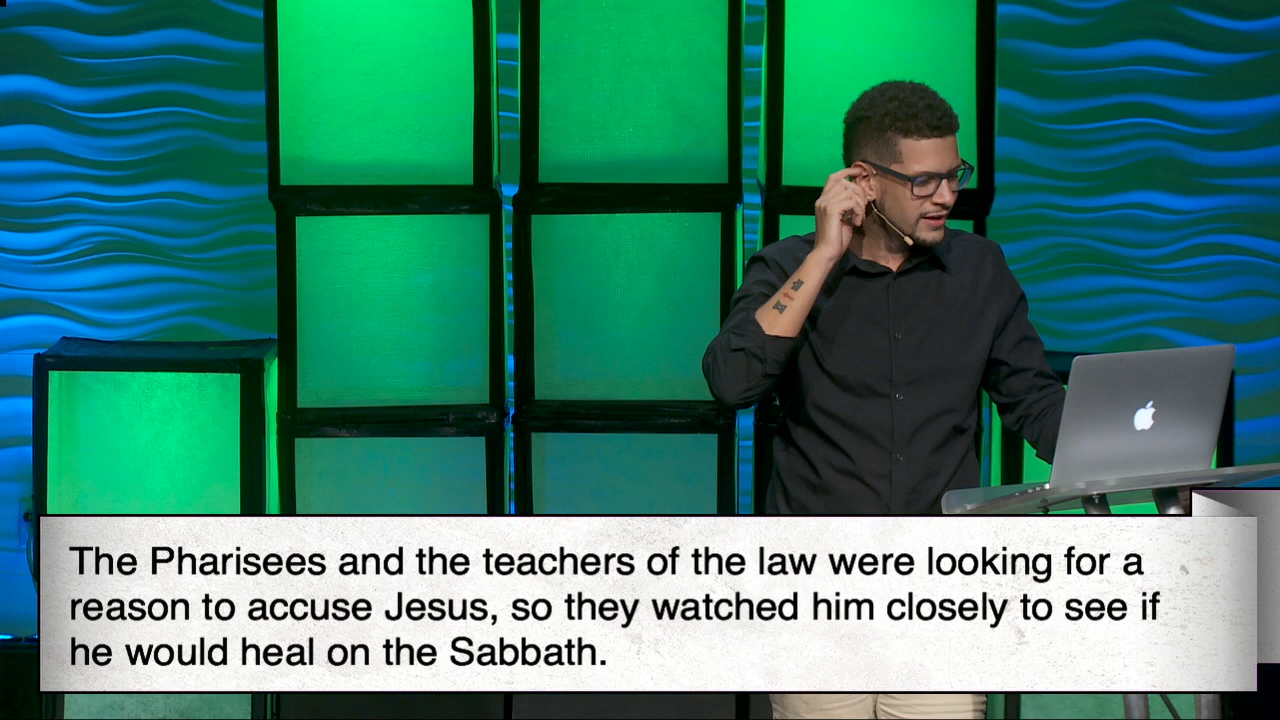 The Pharisees and the teachers of the law were looking for a
reason to accuse Jesus, so they watched him closely to see if
he would heal on the Sabbath.